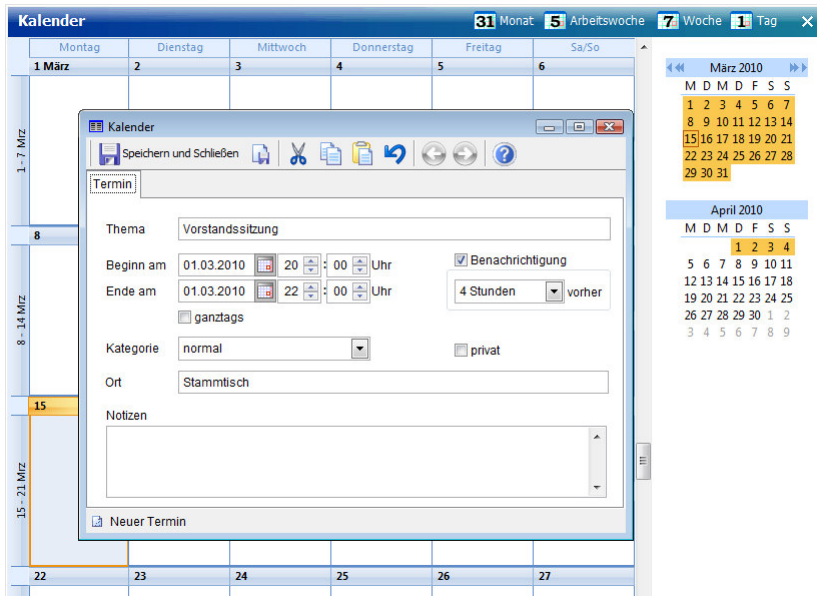 Kalender 31 Monat 5 Arbeitswoche 7 Woche 1 Tag
Montag Dienstag Mittwoch Donnerstag Freitag Sa/So
1 März 2 3 4 5 6
1 - 7 Mrz
Kalender
Speichern und Schließen
Termin
Thema Vorstandssitzung
Beginn am 01.03.2010 20 : 00 Uhr Benachrichtigung
Ende am 01.03.2010 22 : 00 Uhr 4 Stunden vorher
ganztags
Kategorie normal privat
Ort Stammtisch
Notizen
Neuer Termin
8
8 - 14 Mrz
15
15 - 21 Mrz
22 23 24 25 26 27
März 2010
M D M D F S S
1 2 3 4 5 6 7
8 9 10 11 12 13 14
15 16 17 18 19 20 21
22 23 24 25 26 27 28
29 30 31
April 2010
M D M D F S S
1 2 3 4
5 6 7 8 9 10 11
12 13 14 15 16 17 18
19 20 21 22 23 24 25
26 27 28 29 30 1 2
3 4 5 6 7 8 9